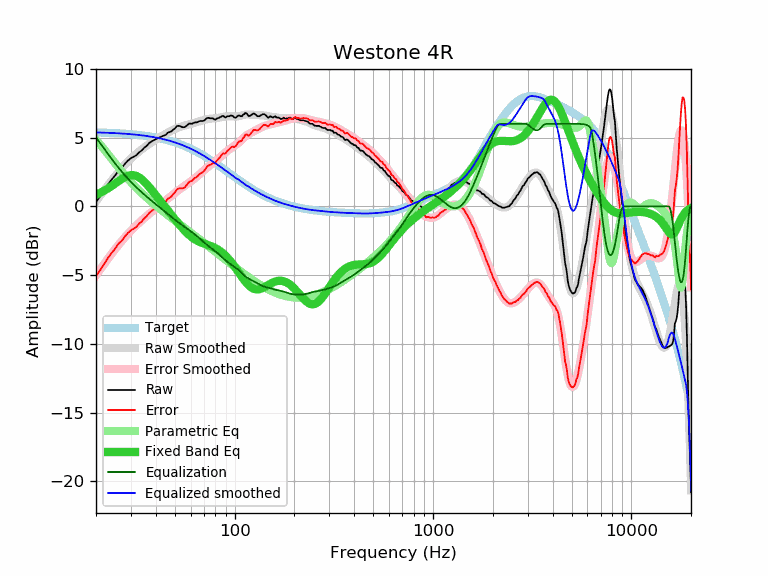 Westone 4R
10
5
0
−5
−10
−15
−20
Amplitude (dBr)
Target
Raw Smoothed
Error Smoothed
Raw
Error
Parametric Eq
Fixed Band Eq
Equalization
Equalized smoothed
100
1000
10000
Frequency (Hz)